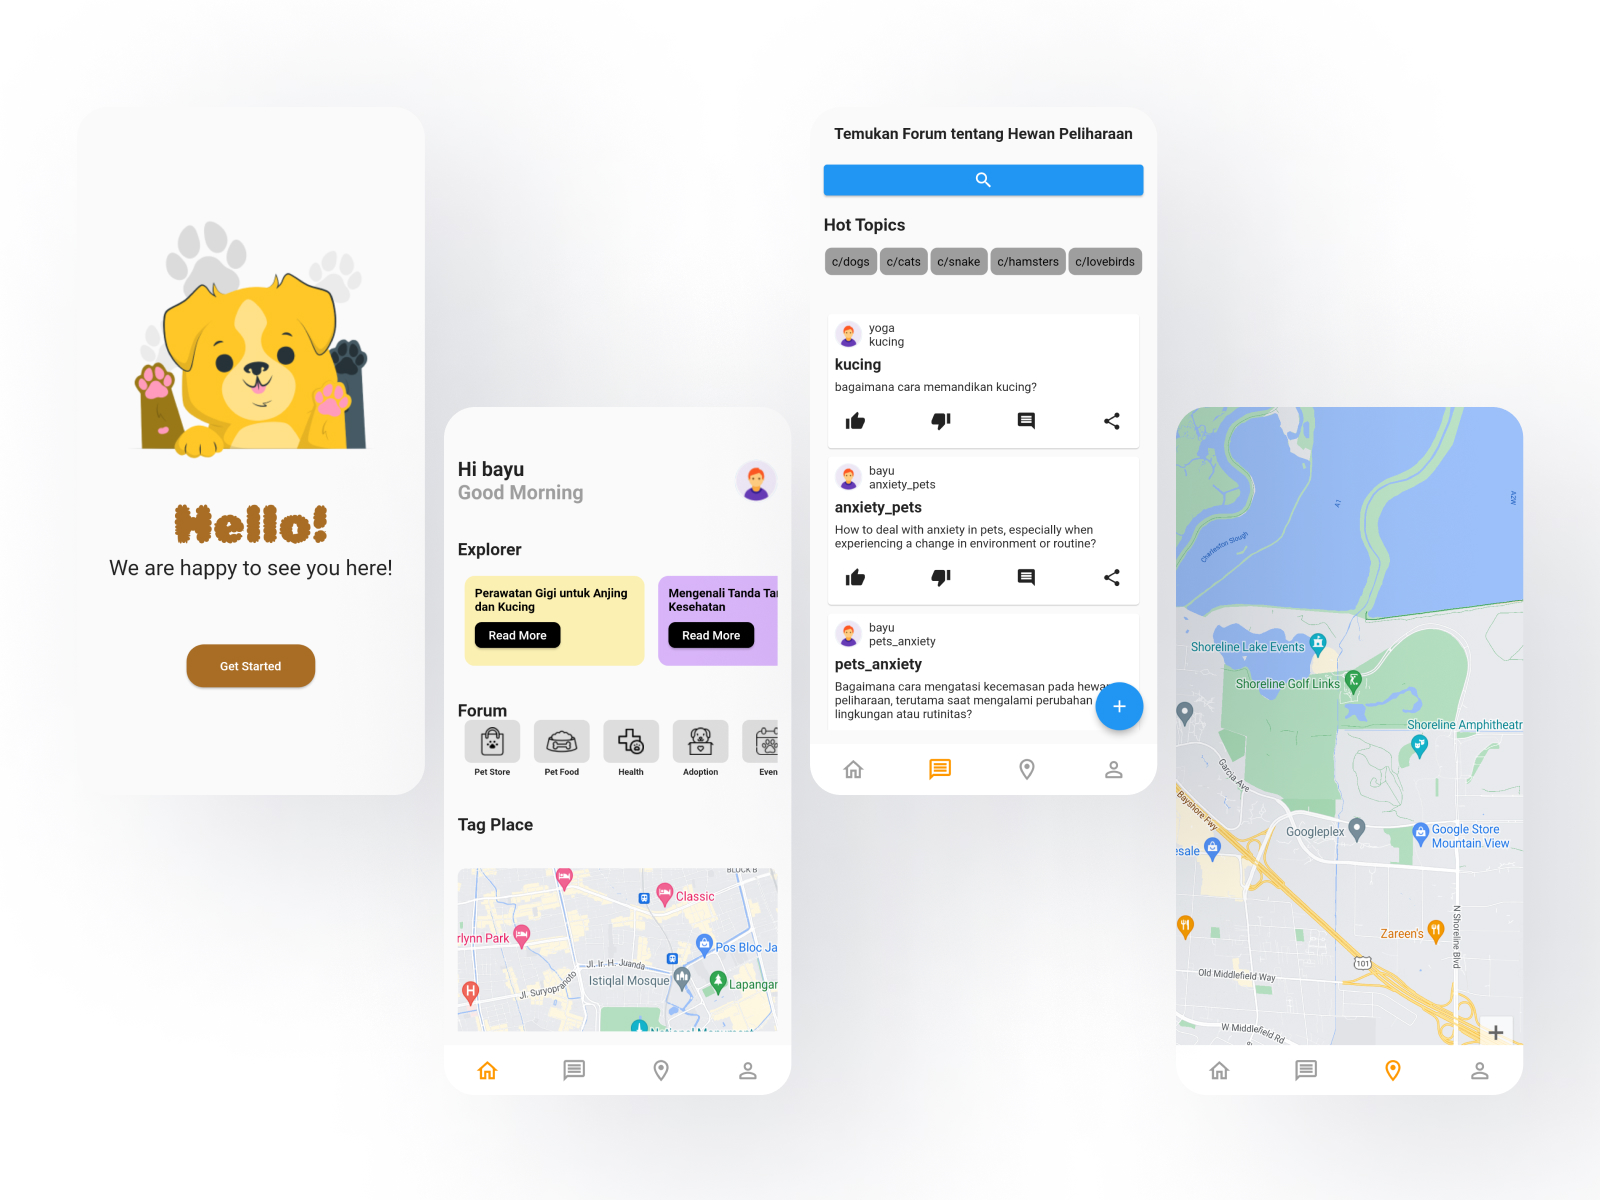 Hello!
We are happy to see you here!
Get Started
Hi bayu
Good Morning
Explorer
Perawatan Gigi untuk Anjing
dan Kucing
Read More
Mengenali Tanda Tan
Kesehatan
Read More
Forum
Pet Store
Pet Food
Health
Adoption
Even
Tag Place
BLOCK B
Classic
rlynn Park
Pos Bloc Ja
Jl. Ir. H. Juanda
Istiqlal Mosque
Jl. Suryopranoto
Lapangan
H
National Monument
Temukan Forum tentang Hewan Peliharaan
Hot Topics
c/dogs
c/cats
c/snake
c/hamsters
c/lovebirds
yoga
kucing
kucing
bagaimana cara memandikan kucing?
bayu
anxiety_pets
anxiety_pets
How to deal with anxiety in pets, especially when
experiencing a change in environment or routine?
bayu
pets_anxiety
pets_anxiety
Bagaimana cara mengatasi kecemasan pada hewan
peliharaan, terutama saat mengalami perubahan
lingkungan atau rutinitas?
+
A1
Charleston Slough
Shoreline Lake Events
Shoreline Golf Links
Shoreline Amphitheatr
Garcia Ave
Bayshore Fwy
Googleplex
Google Store
Mountain View
esale
N Shoreline Blvd
Zareen's
101
Old Middlefield Way
W Middlefield Rd
+